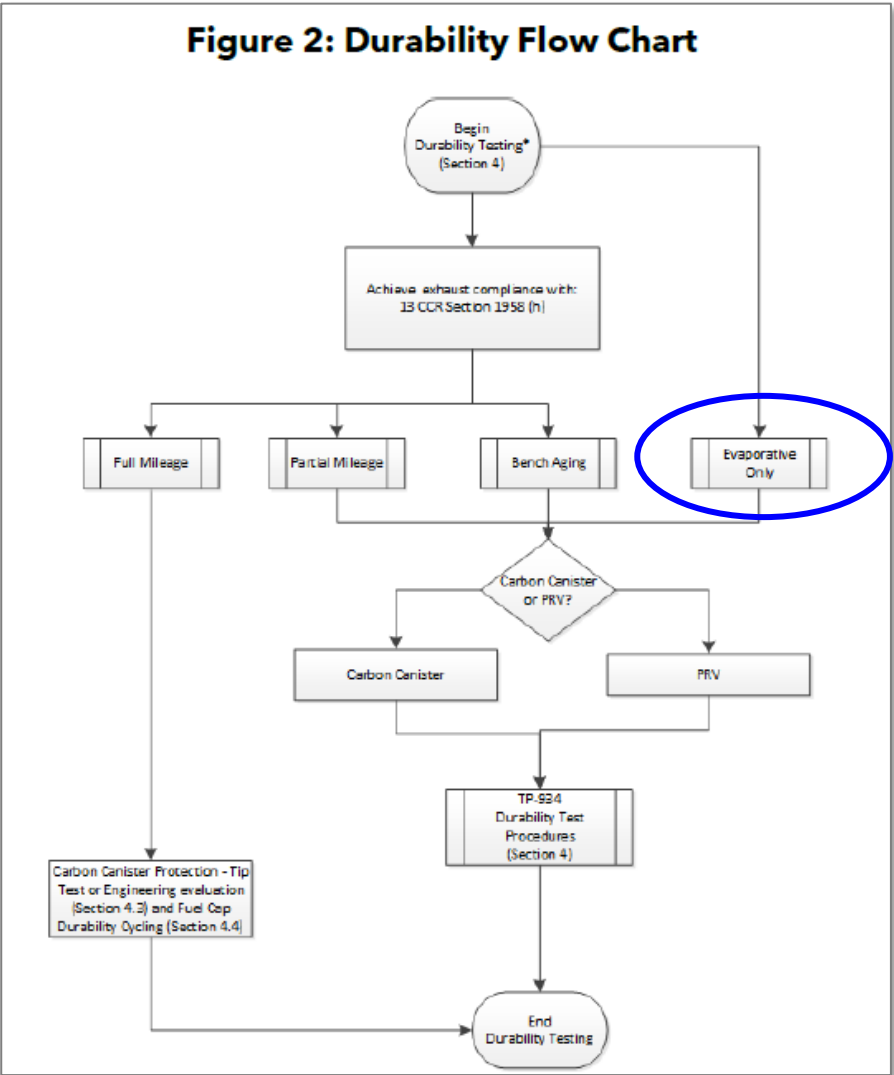 Figure 2: Durability Flow Chart
Begin
Durability Testing*
(Section 4)
Achieve exhaust compliance with:
13 CCR Section 1958 (h)
Full Mileage
Partial Mileage
Bench Aging
Evaporative
Only
Carbon Canister
or PRV?
Carbon Canister
PRV
TP-934
Durability Test
Procedures
(Section 4)
Carbon Canister Protection - Tip
Test or Engineering evaluation
(Section 4.3) and Fuel Cap
Durability Cycling (Section 4.4)
End
Durability Testing